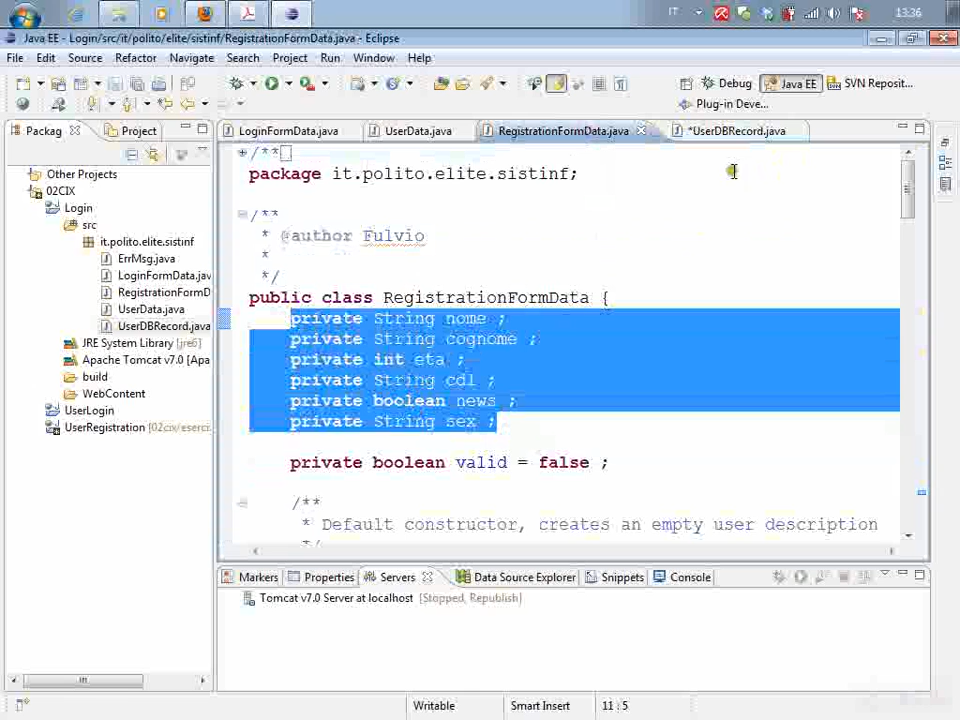 IT
13.36
Java EE - Login/src/it/polito/elite/sistinf/RegistrationFormData.java - Eclipse
File Edit Source Refactor Navigate Search Project Run Window Help
Debug Java EE SVN Reposit...
Plug-in Deve...
Packag Project
LoginFormData.java UserData.java RegistrationFormData.java *UserDBRecord.java
Other Projects
02CIX
Login
src
it.polito.elite.sistinf
ErrMsg.java
LoginFormData.java
RegistrationFormD
UserData.java
UserDBRecord.java
JRE System Library [jre6]
Apache Tomcat v7.0 [Apa
build
WebContent
UserLogin
UserRegistration [02cix/eserci
/**
package it.polito.elite.sistinf;
/**
* @author Fulvio
*
*/
public class RegistrationFormData {
private String nome ;
private String cognome ;
private int eta ;
private String cdl ;
private boolean news ;
private String sex ;
private boolean valid = false ;
/**
* Default constructor, creates an empty user description
*/
Markers Properties Servers Data Source Explorer Snippets Console
Tomcat v7.0 Server at localhost [Stopped, Republish]
Writable Smart Insert 11 : 5